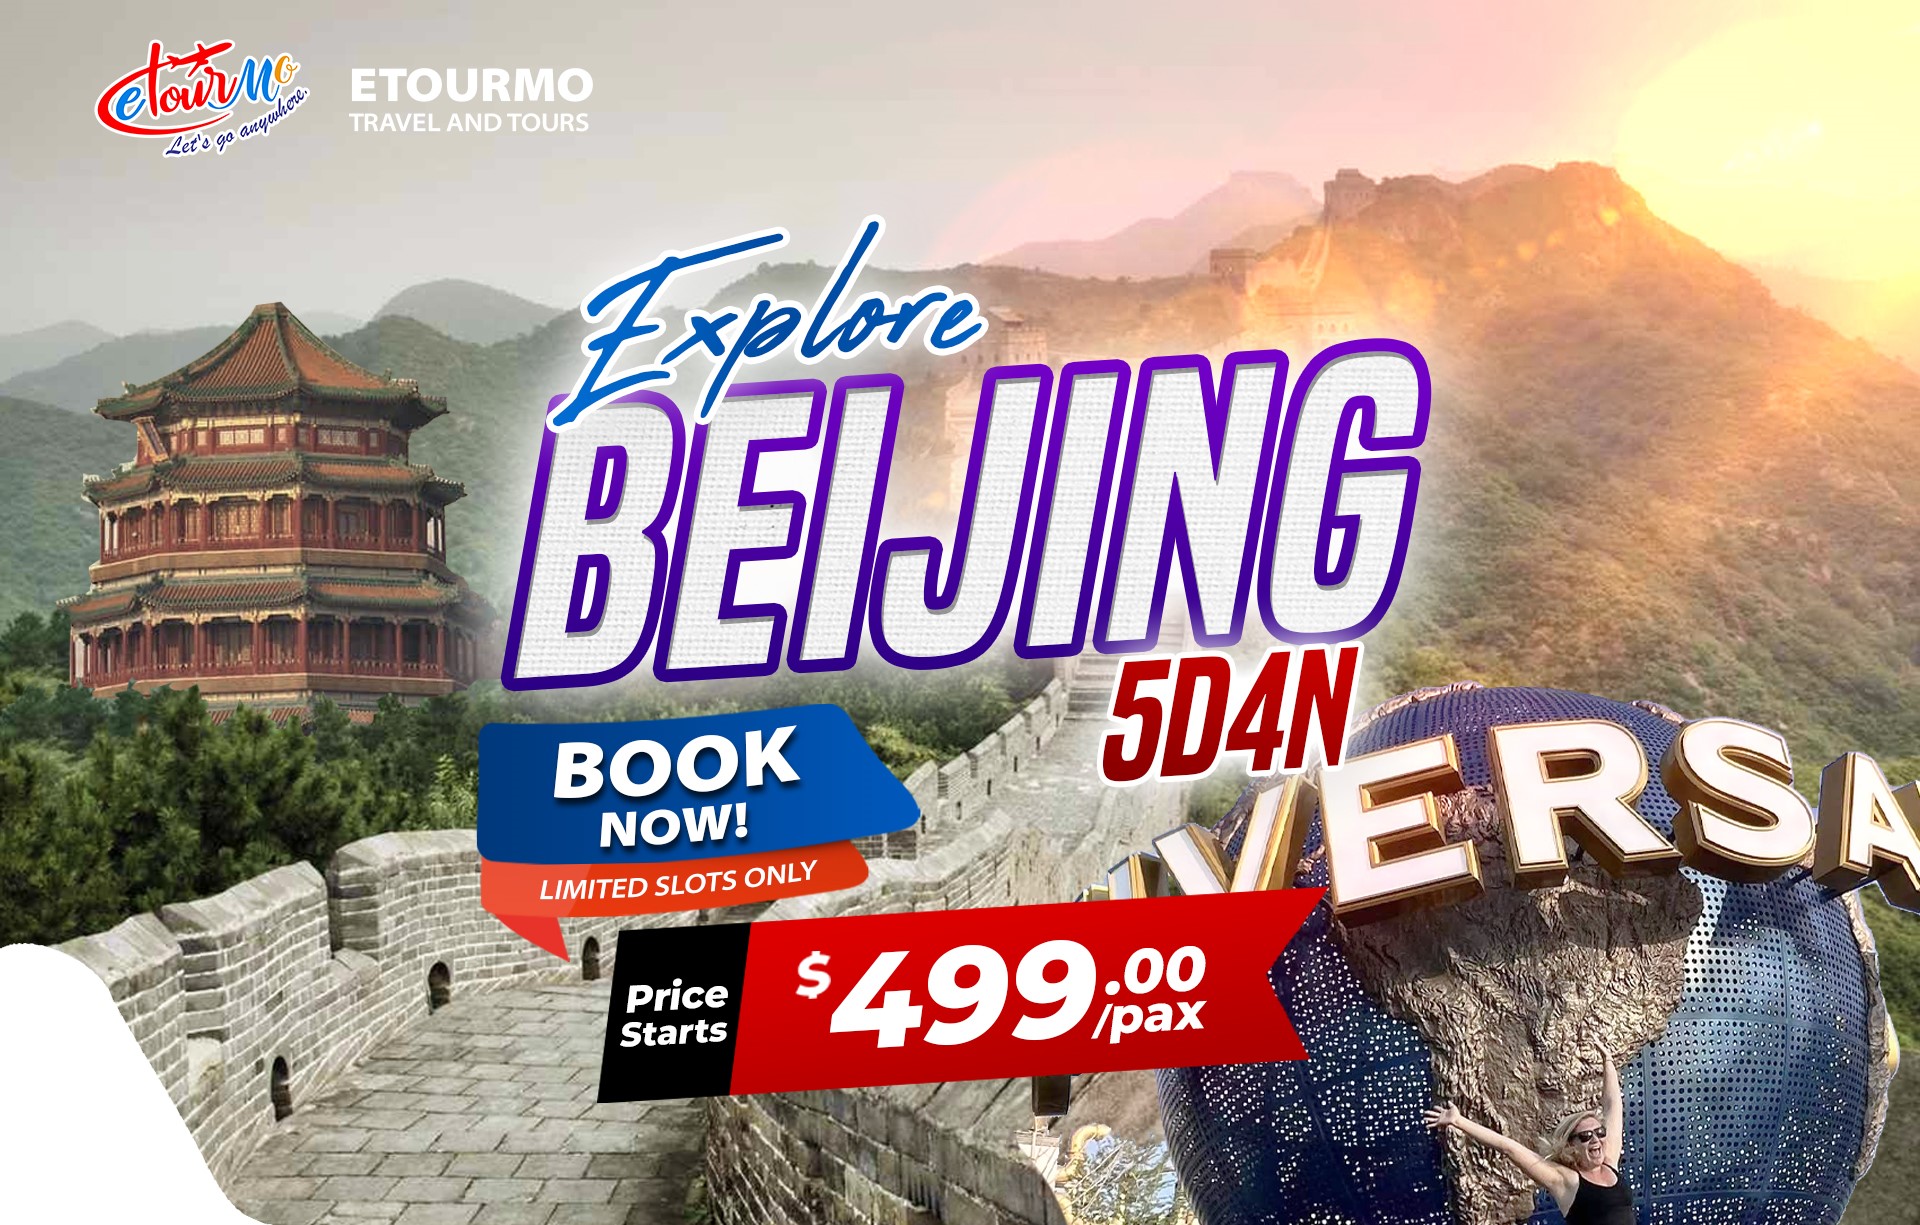 etourMo
Let's go anywhere.
ETOURMO
TRAVEL AND TOURS
Explore
BEIJING
5D4N
BOOK
NOW!
LIMITED SLOTS ONLY
VERSA
Price
Starts
$499.00
/pax